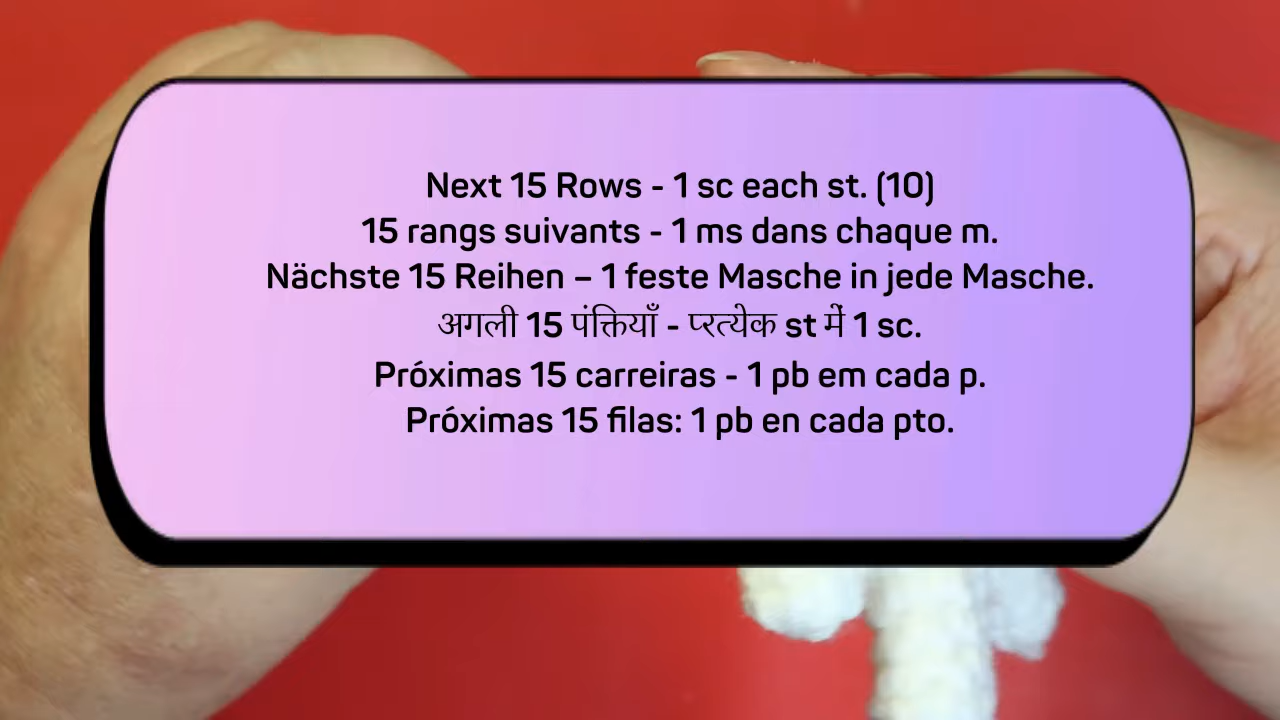 Next 15 Rows - 1 sc each st. (10)
15 rangs suivants - 1 ms dans chaque m.
Nächste 15 Reihen – 1 feste Masche in jede Masche.
अगली 15 पंक्तियाँ - प्रत्येक st में 1 sc.
Próximas 15 carreiras - 1 pb em cada p.
Próximas 15 filas: 1 pb en cada pto.